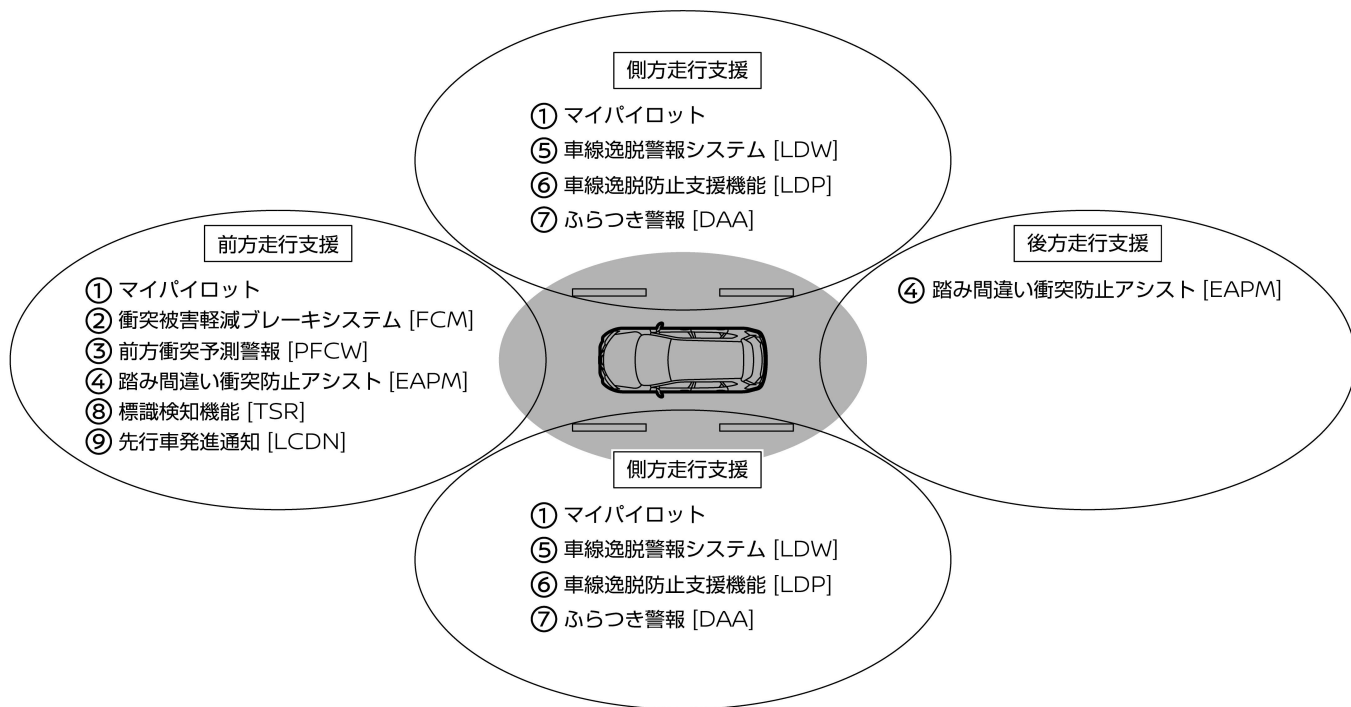 側方走行支援
① マイパイロット
⑤ 車線逸脱警報システム [LDW]
⑥ 車線逸脱防止支援機能 [LDP]
⑦ ふらつき警報 [DAA]
前方走行支援
① マイパイロット
② 衝突被害軽減ブレーキシステム [FCM]
③ 前方衝突予測警報 [PFCW]
④ 踏み間違い衝突防止アシスト [EAPM]
⑧ 標識検知機能 [TSR]
⑨ 先行車発進通知 [LCDN]
後方走行支援
④ 踏み間違い衝突防止アシスト [EAPM]
側方走行支援
① マイパイロット
⑤ 車線逸脱警報システム [LDW]
⑥ 車線逸脱防止支援機能 [LDP]
⑦ ふらつき警報 [DAA]